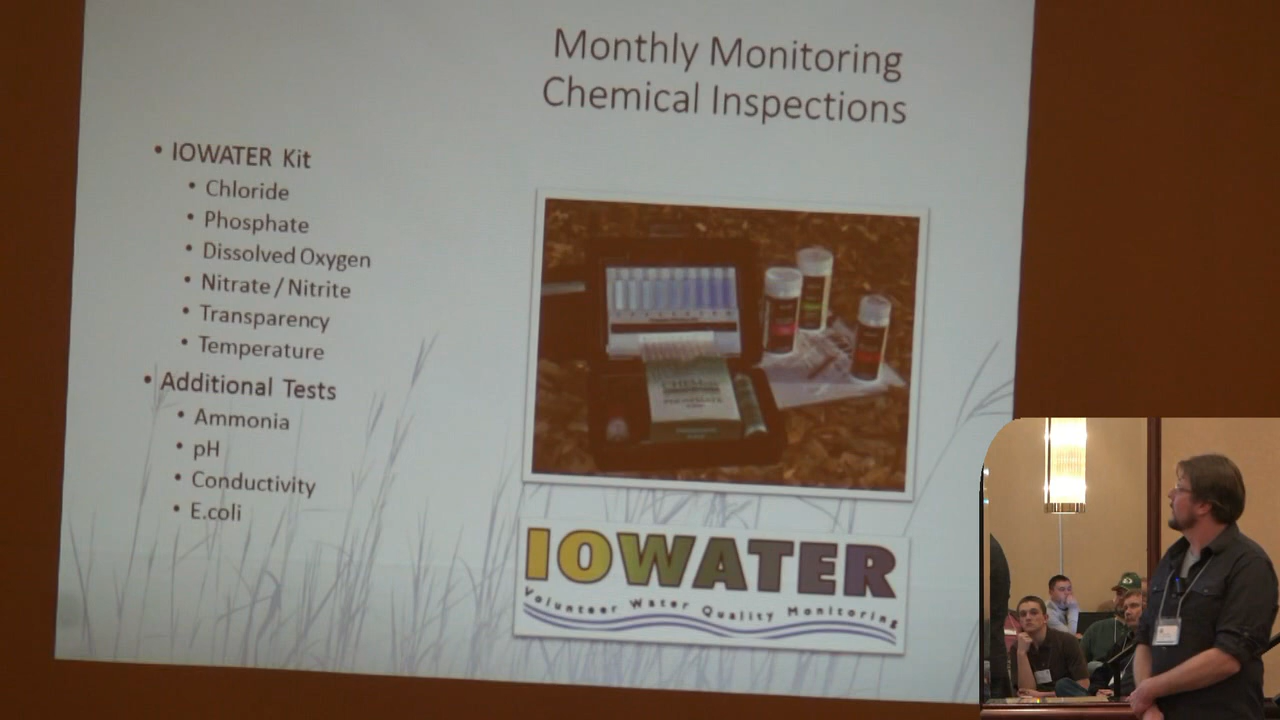 Monthly Monitoring
Chemical Inspections
• IOWATER Kit
• Chloride
• Phosphate
• Dissolved Oxygen
• Nitrate / Nitrite
• Transparency
• Temperature
• Additional Tests
• Ammonia
• pH
• Conductivity
• E.coli
IOWATER
Volunteer Water Quality Monitoring